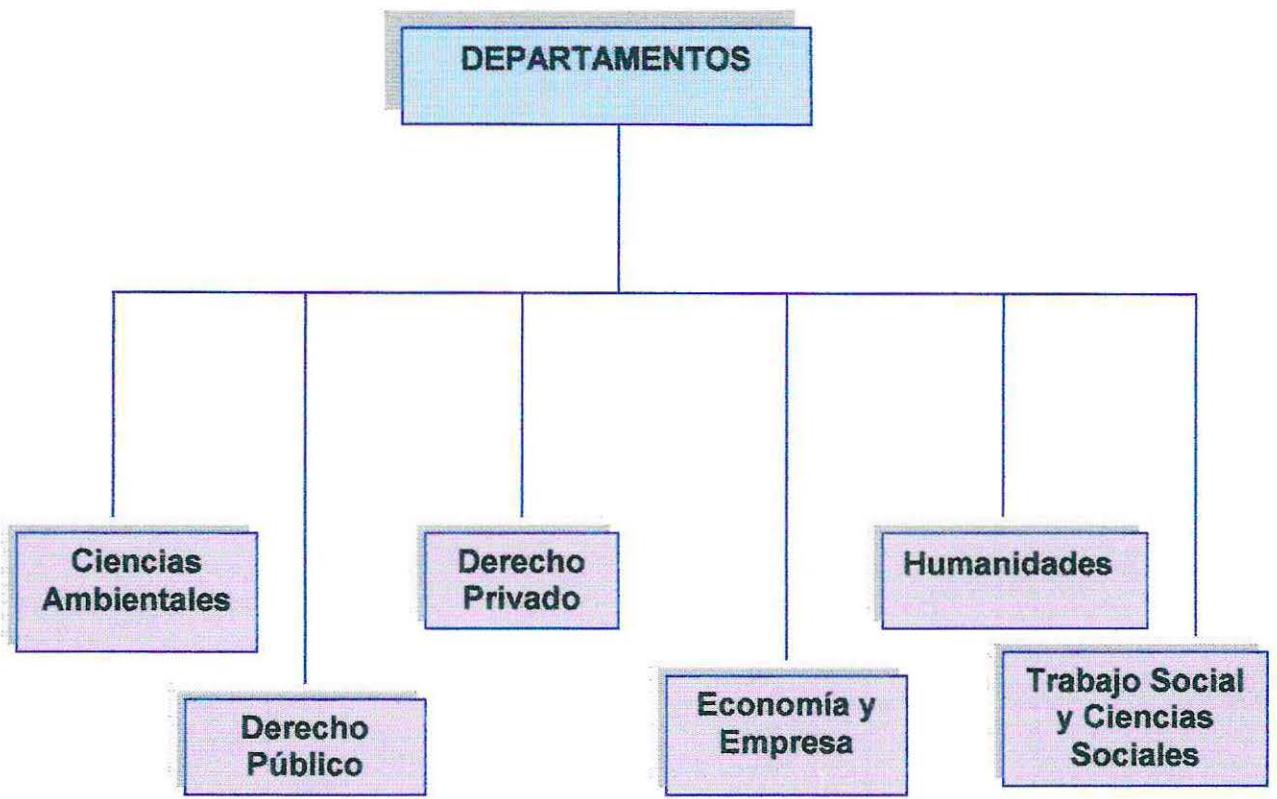 DEPARTAMENTOS
Ciencias
Ambientales
Derecho
Público
Derecho
Privado
Economía y
Empresa
Humanidades
Trabajo Social
y Ciencias
Sociales